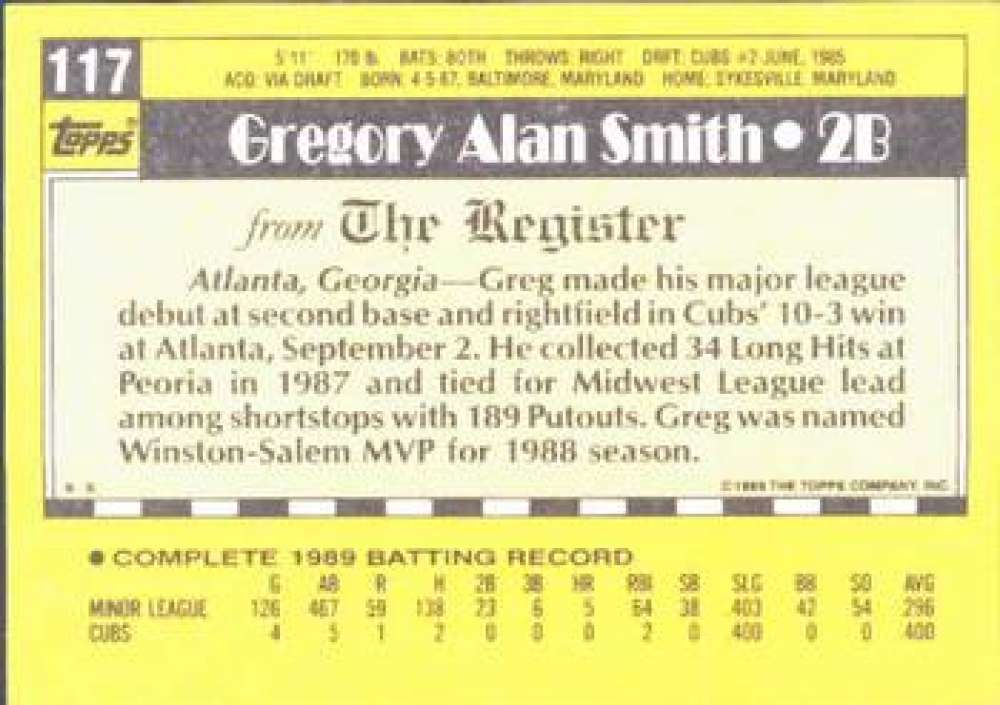 117
5'11" 170 lb. BATS: BOTH THROWS: RIGHT DRFT: CUBS #2-JUNE, 1985
ACQ: VIA DRAFT BORN: 4-5-67, BALTIMORE, MARYLAND HOME: SYKESVILLE, MARYLAND
Topps®
Gregory Alan Smith • 2B
from The Register
Atlanta, Georgia—Greg made his major league
debut at second base and rightfield in Cubs' 10-3 win
at Atlanta, September 2. He collected 34 Long Hits at
Peoria in 1987 and tied for Midwest League lead
among shortstops with 189 Putouts. Greg was named
Winston-Salem MVP for 1988 season.
©1989 THE TOPPS COMPANY, INC.
• COMPLETE 1989 BATTING RECORD
G AB R H 2B 3B HR RBI SB SLG BB SO AVG
MINOR LEAGUE 126 467 59 138 23 6 5 64 38 .403 42 54 .296
CUBS 4 5 1 2 0 0 0 2 0 .400 0 0 .400